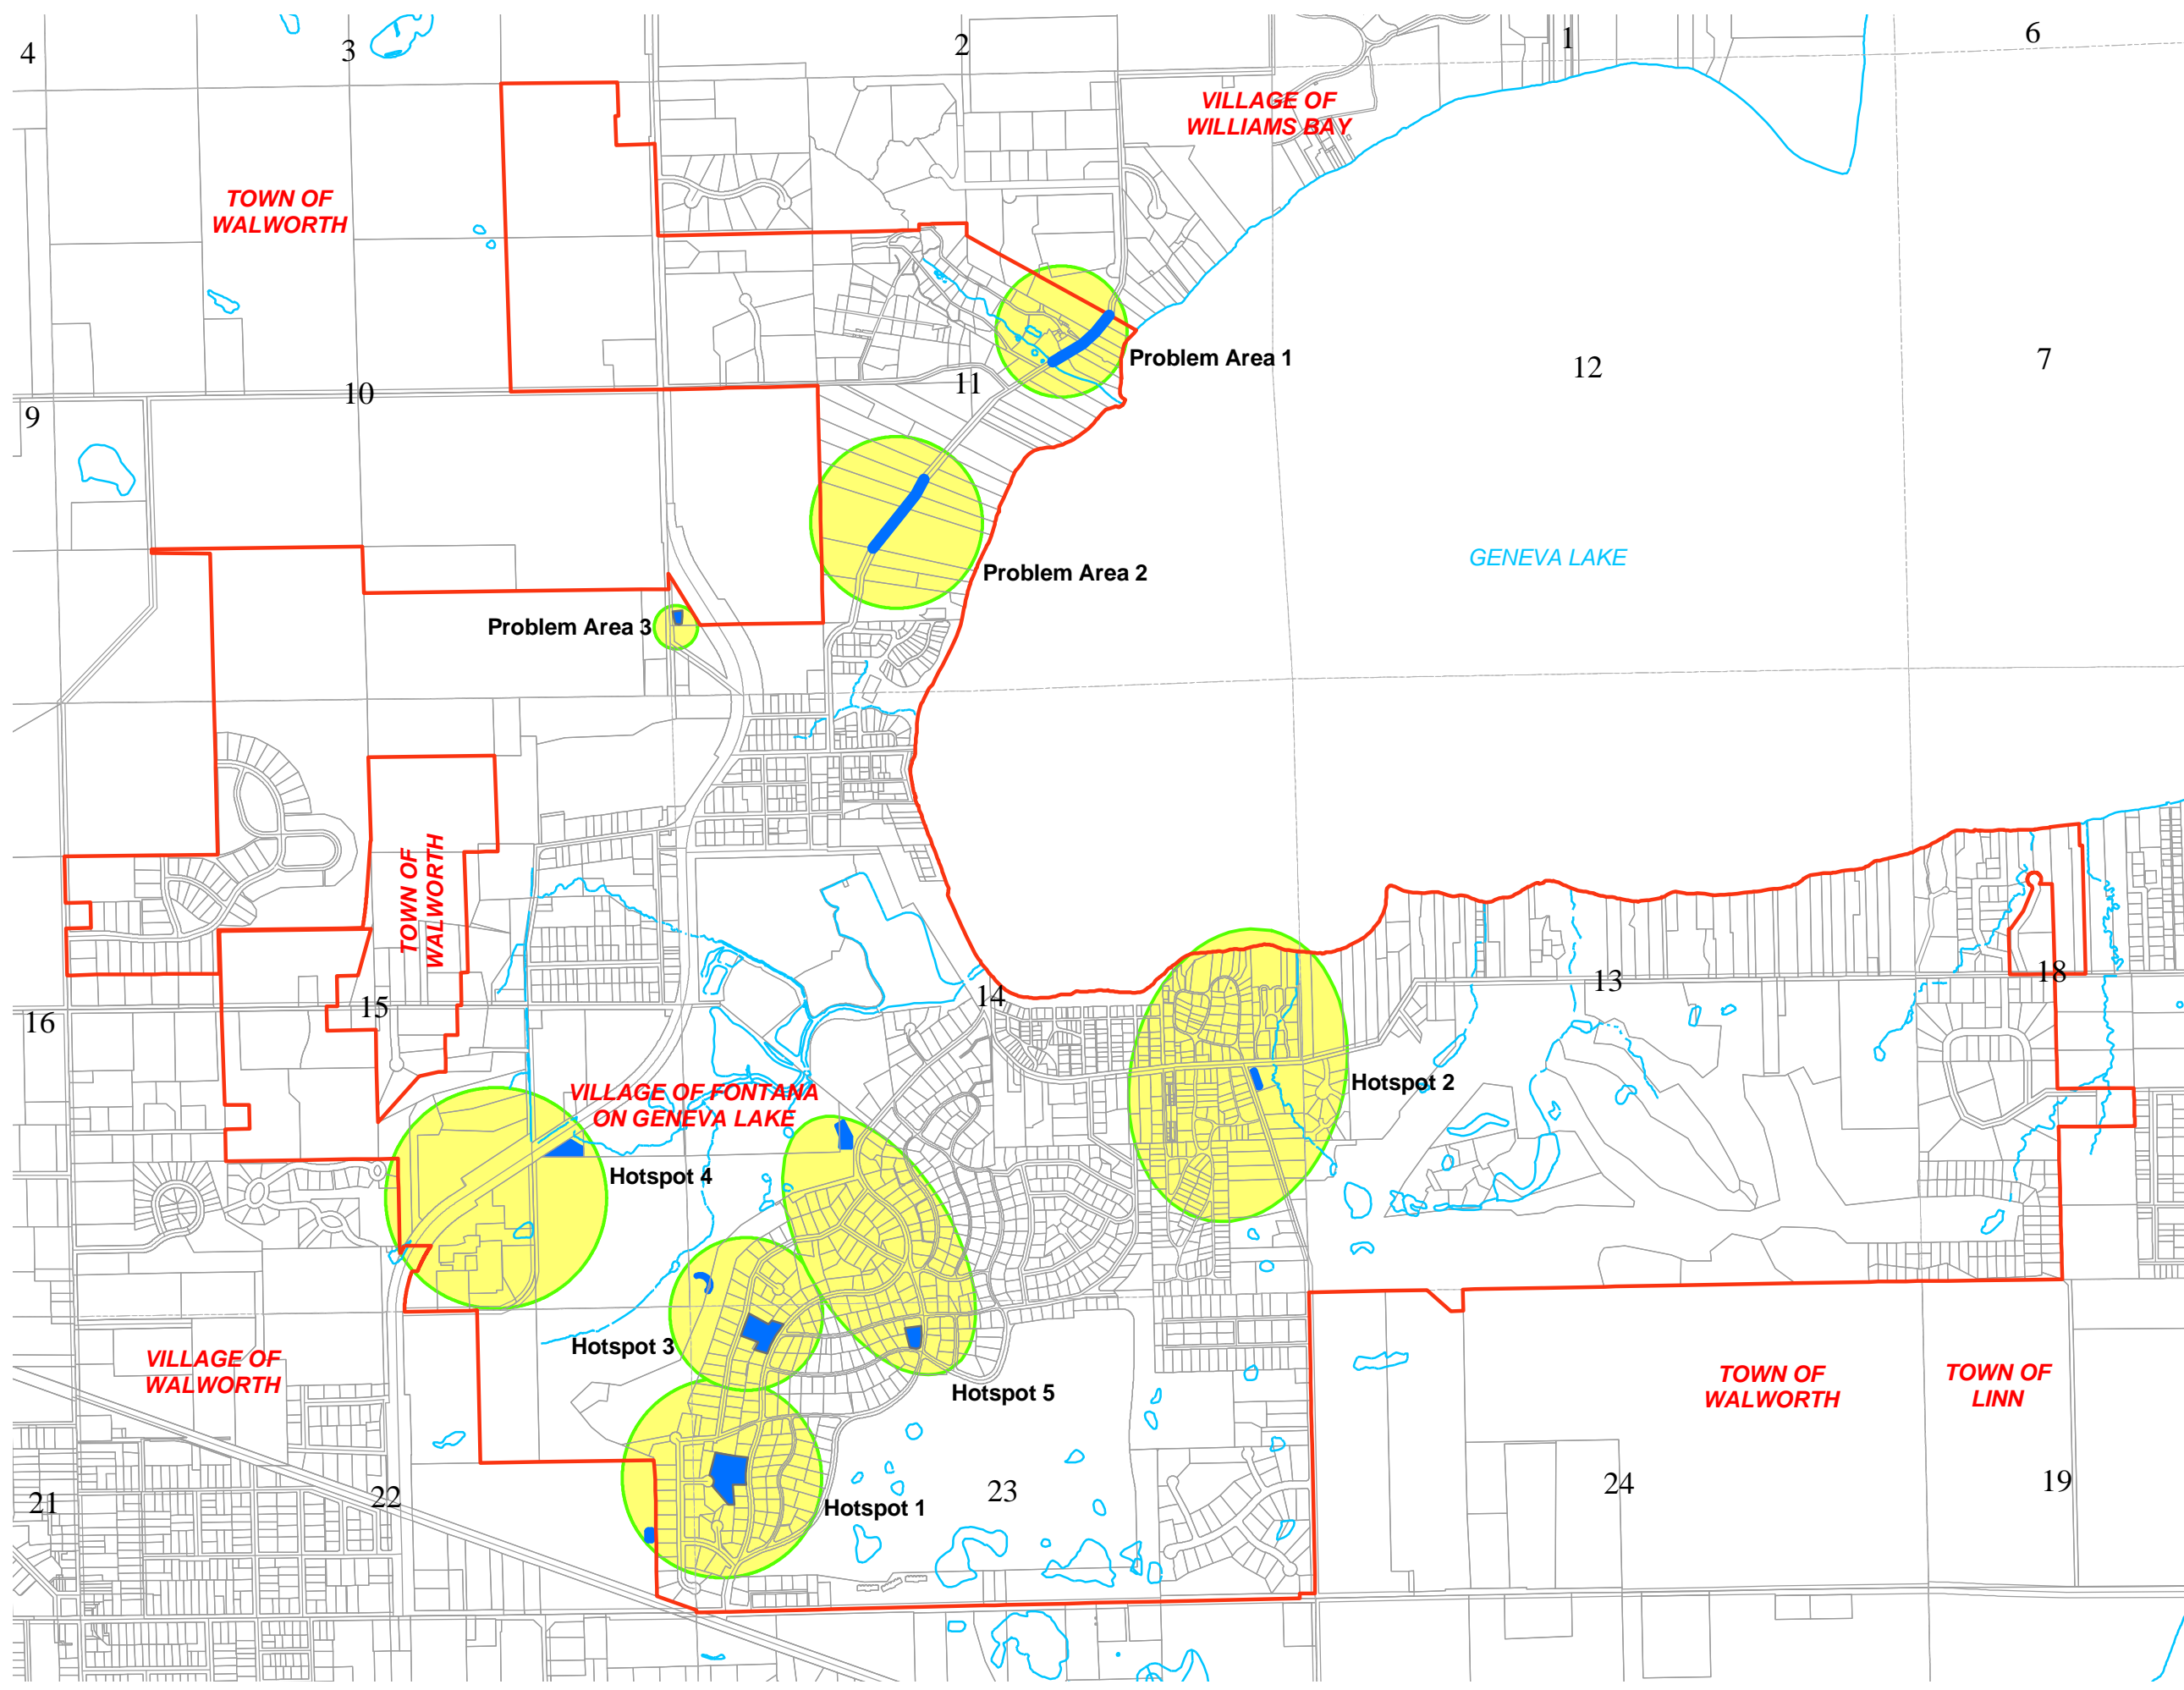 4
3
2
1
6
VILLAGE OF
WILLIAMS BAY
TOWN OF
WALWORTH
Problem Area 1
12
7
11
10
9
GENEVA LAKE
Problem Area 2
Problem Area 3
TOWN OF
WALWORTH
18
13
14
15
16
VILLAGE OF FONTANA
ON GENEVA LAKE
Hotspot 2
Hotspot 4
Hotspot 3
Hotspot 5
VILLAGE OF
WALWORTH
TOWN OF
WALWORTH
TOWN OF
LINN
Hotspot 1
21
22
23
24
19